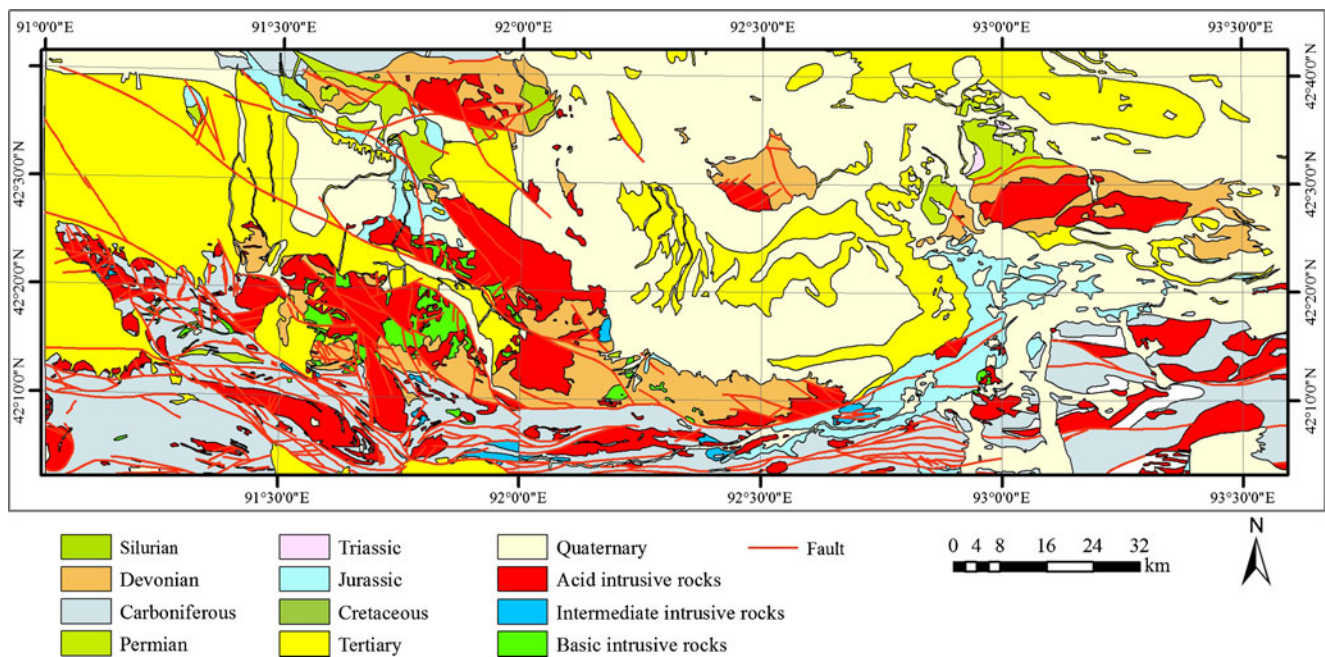 91°0'0"E 91°30'0"E 92°0'0"E 92°30'0"E 93°0'0"E 93°30'0"E
42°40'0"N
42°30'0"N 42°30'0"N
42°20'0"N 42°20'0"N
42°10'0"N 42°10'0"N
91°30'0"E 92°0'0"E 92°30'0"E 93°0'0"E 93°30'0"E
Silurian
Devonian
Carboniferous
Permian
Triassic
Jurassic
Cretaceous
Tertiary
Quaternary
Acid intrusive rocks
Intermediate intrusive rocks
Basic intrusive rocks
Fault
0 4 8 16 24 32
km
N